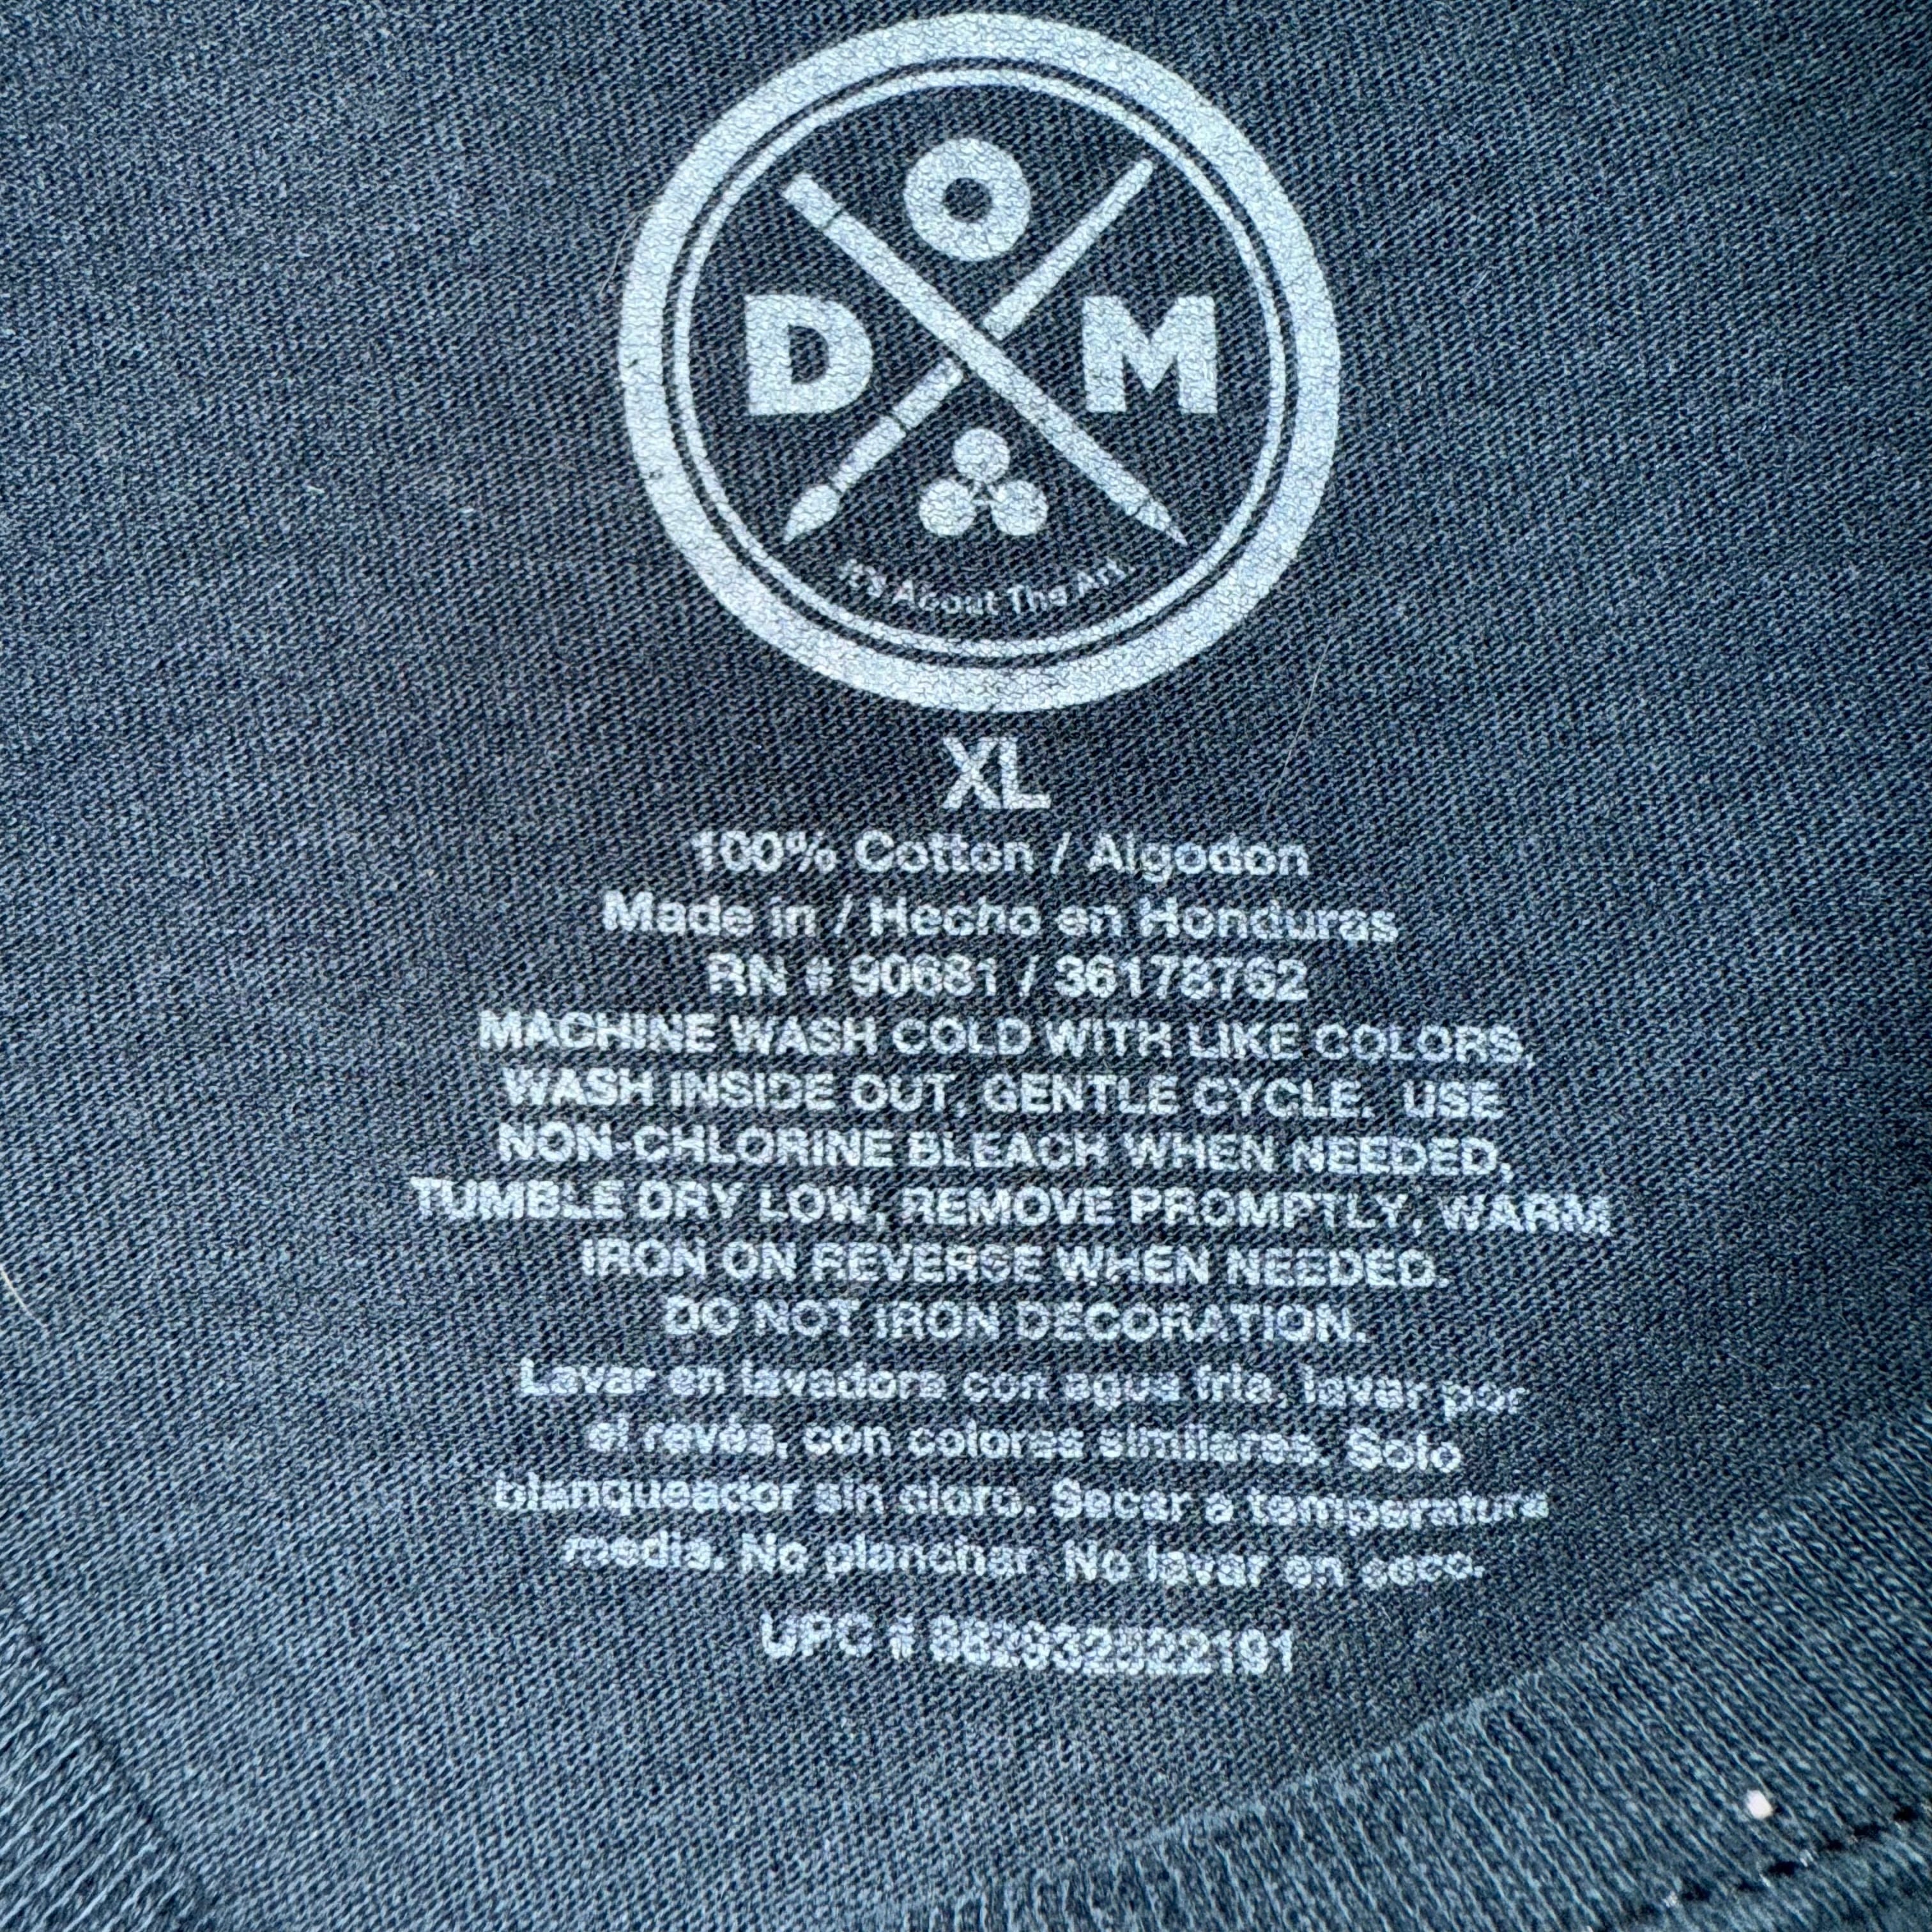 O
D M
It's About The Art
XL
100% Cotton / Algodon
Made in / Hecho en Honduras
RN # 90681 / 36178762
MACHINE WASH COLD WITH LIKE COLORS,
WASH INSIDE OUT, GENTLE CYCLE. USE
NON-CHLORINE BLEACH WHEN NEEDED,
TUMBLE DRY LOW, REMOVE PROMPTLY, WARM
IRON ON REVERSE WHEN NEEDED.
DO NOT IRON DECORATION.
Lavar en lavadora con agua fria, lavar por
el revés, con colores similares. Solo
blanqueador sin cloro. Secar a temperatura
media. No planchar. No lavar en seco.
UPC #